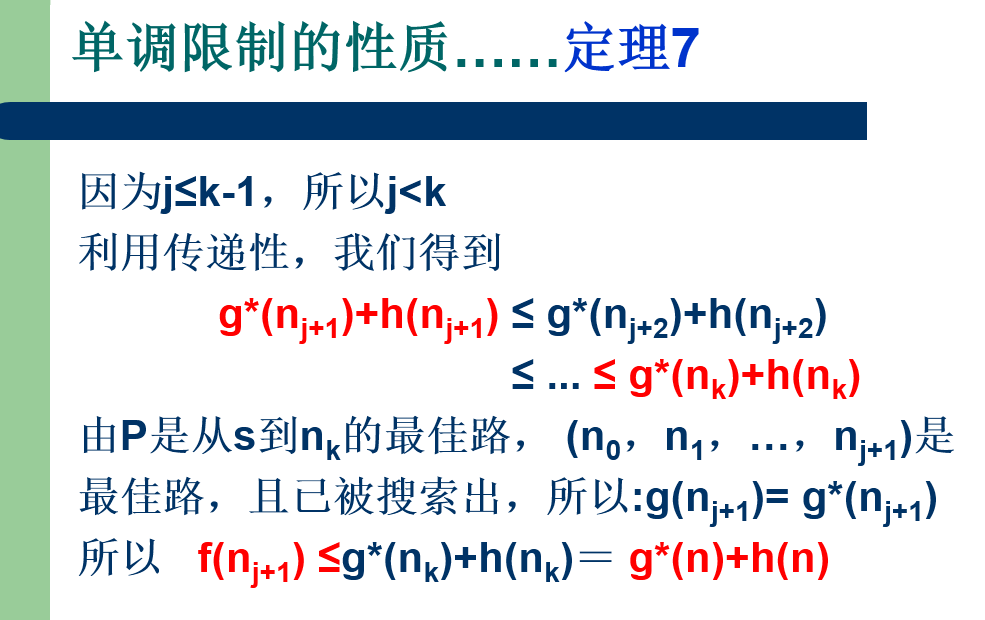 单调限制的性质……定理7
因为j≤k-1，所以j<k
利用传递性，我们得到
g*(nj+1)+h(nj+1) ≤ g*(nj+2)+h(nj+2)
≤ ... ≤ g*(nk)+h(nk)
由P是从s到nk的最佳路， (n0，n1，…，nj+1)是
最佳路，且已被搜索出，所以:g(nj+1)= g*(nj+1)
所以 f(nj+1) ≤g*(nk)+h(nk)＝ g*(n)+h(n)